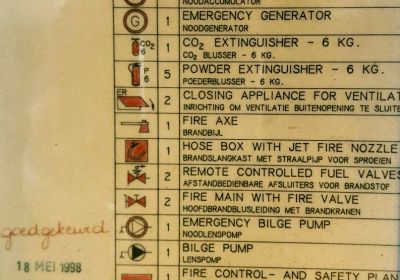 NOODACCUMULATOR
G 1 EMERGENCY GENERATOR
NOODGENERATOR
CO2 6 1 CO2 EXTINGUISHER - 6 KG.
CO2 BLUSSER - 6 KG.
P 6 5 POWDER EXTINGUISHER - 6 KG.
POEDERBLUSSER - 6 KG.
ER 2 CLOSING APPLIANCE FOR VENTILAT
INRICHTING OM VENTILATIE BUITENOPENING TE SLUITE
1 FIRE AXE
BRANDBIJL
1 HOSE BOX WITH JET FIRE NOZZLE
BRANDSLANGKAST MET STRAALPIJP VOOR SPROEIEN
2 REMOTE CONTROLLED FUEL VALVES
AFSTANDBEDIENBARE AFSLUITERS VOOR BRANDSTOF
2 FIRE MAIN WITH FIRE VALVE
HOOFDBRANDBLUSLEIDING MET BRANDKRANEN
1 EMERGENCY BILGE PUMP
NOODLENSPOMP
1 BILGE PUMP
LENSPOMP
1 FIRE CONTROL- AND SAFETY PLAN
goedgekeurd
18 MEI 1998